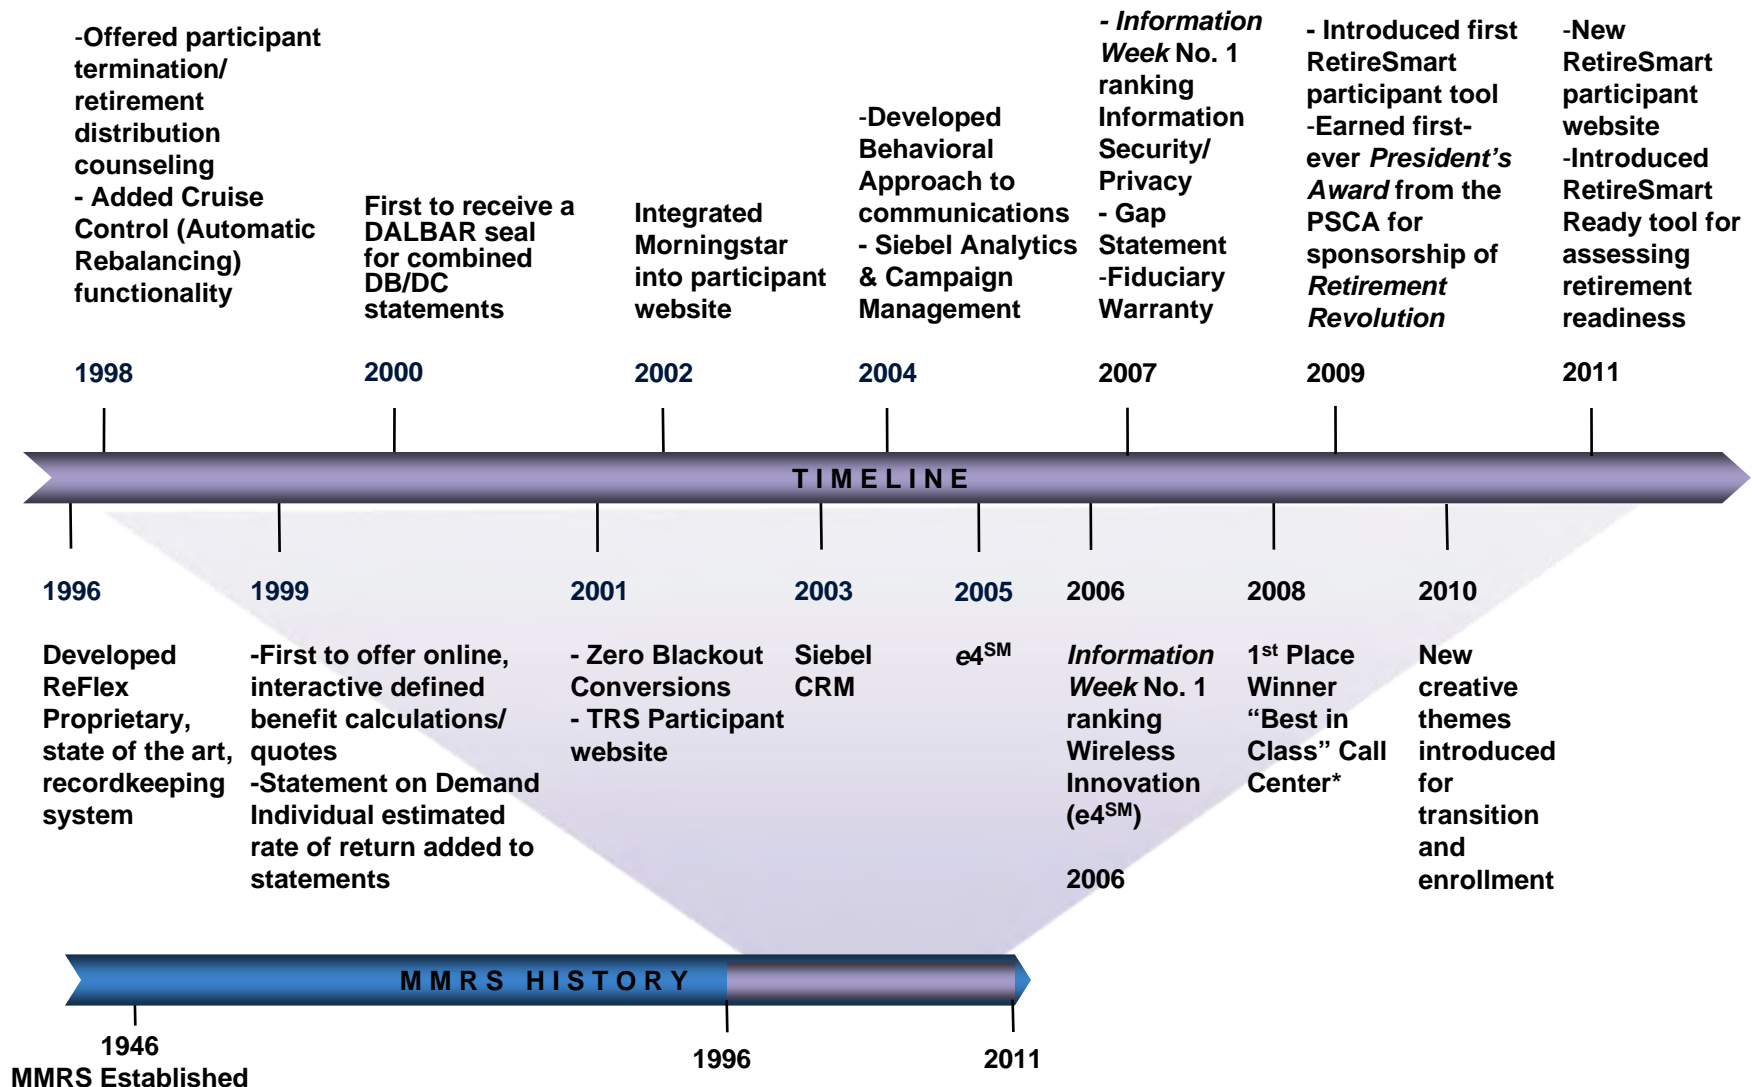 -Offered participant
termination/
retirement
distribution
counseling
- Added Cruise
Control (Automatic
Rebalancing)
functionality
1998
First to receive a
DALBAR seal
for combined
DB/DC
statements
2000
Integrated
Morningstar
into participant
website
2002
-Developed
Behavioral
Approach to
communications
- Siebel Analytics
& Campaign
Management
2004
- Information
Week No. 1
ranking
Information
Security/
Privacy
- Gap
Statement
-Fiduciary
Warranty
2007
- Introduced first
RetireSmart
participant tool
-Earned first-
ever President’s
Award from the
PSCA for
sponsorship of
Retirement
Revolution
2009
-New
RetireSmart
participant
website
-Introduced
RetireSmart
Ready tool for
assessing
retirement
readiness
2011
TIMELINE
1996
Developed
ReFlex
Proprietary,
state of the art,
recordkeeping
system
1999
-First to offer online,
interactive defined
benefit calculations/
quotes
-Statement on Demand
Individual estimated
rate of return added to
statements
2001
- Zero Blackout
Conversions
- TRS Participant
website
2003
Siebel
CRM
2005
e4SM
2006
Information
Week No. 1
ranking
Wireless
Innovation
(e4SM)
2006
2008
1st Place
Winner
“Best in
Class” Call
Center*
2010
New
creative
themes
introduced
for
transition
and
enrollment
MMRS HISTORY
1946
MMRS Established
1996
2011